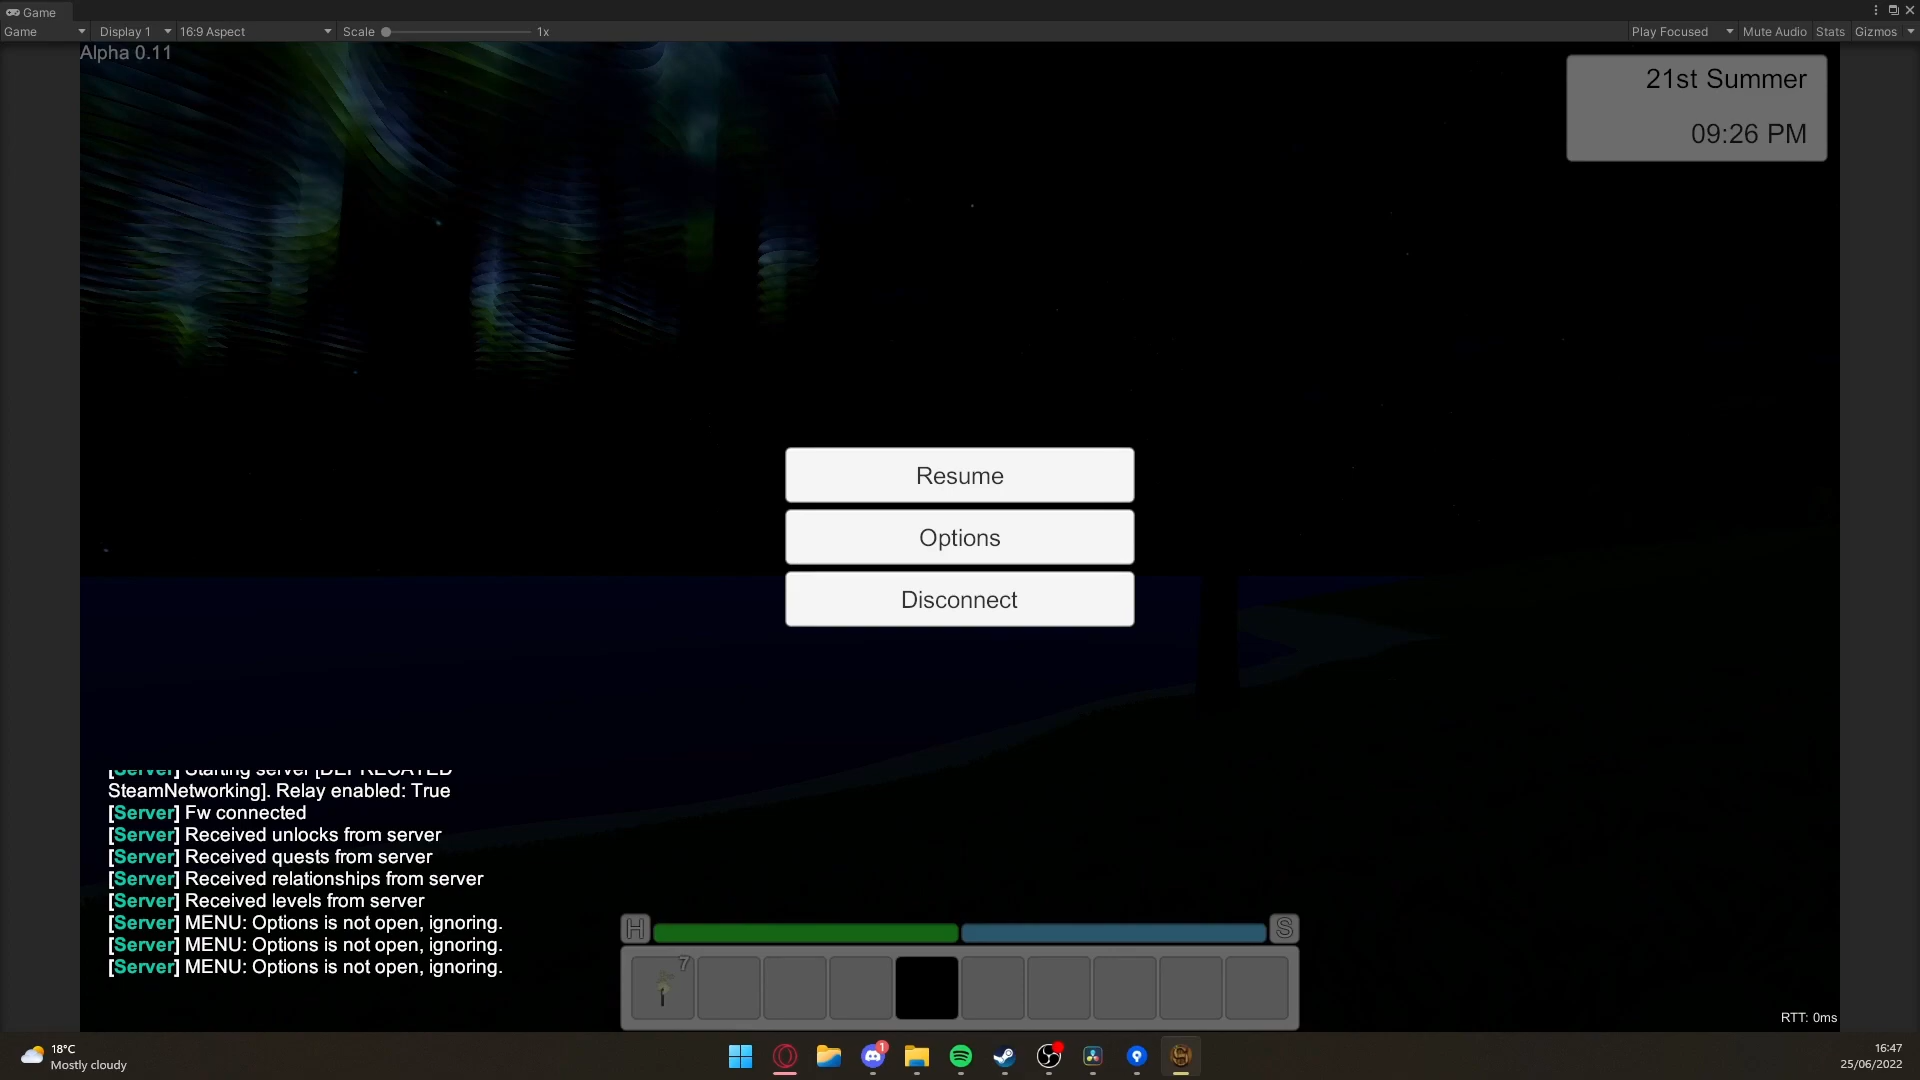 Game
Game Display 1 16:9 Aspect Scale 1x Play Focused Mute Audio Stats Gizmos
Alpha 0.11
21st Summer
09:26 PM
Resume
Options
Disconnect
[Server] Starting server [DEPRECATED
SteamNetworking]. Relay enabled: True
[Server] Fw connected
[Server] Received unlocks from server
[Server] Received quests from server
[Server] Received relationships from server
[Server] Received levels from server
[Server] MENU: Options is not open, ignoring.
[Server] MENU: Options is not open, ignoring.
[Server] MENU: Options is not open, ignoring.
H S
7
RTT: 0ms
18°C
Mostly cloudy
1
16:47
25/06/2022